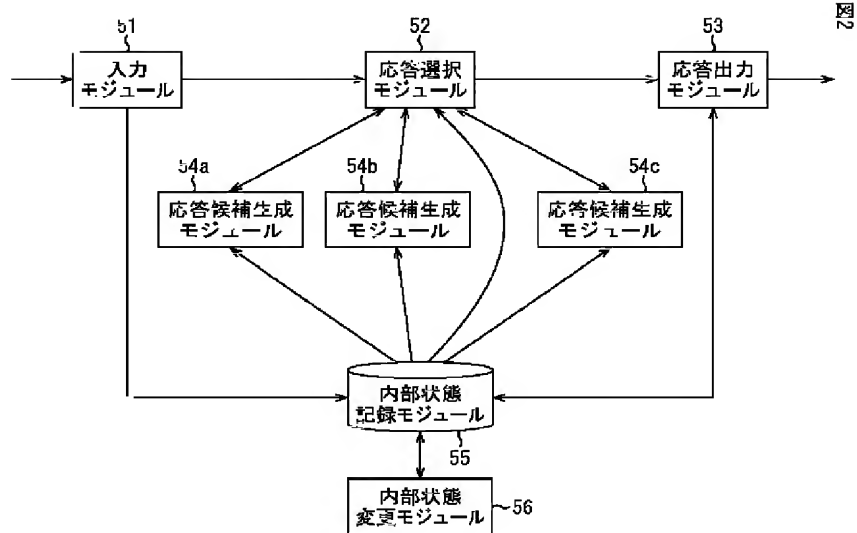 図2
51
入力
モジュール
52
応答選択
モジュール
53
応答出力
モジュール
54a
応答候補生成
モジュール
54b
応答候補生成
モジュール
54c
応答候補生成
モジュール
内部状態
記録モジュール
55
内部状態
変更モジュール
56